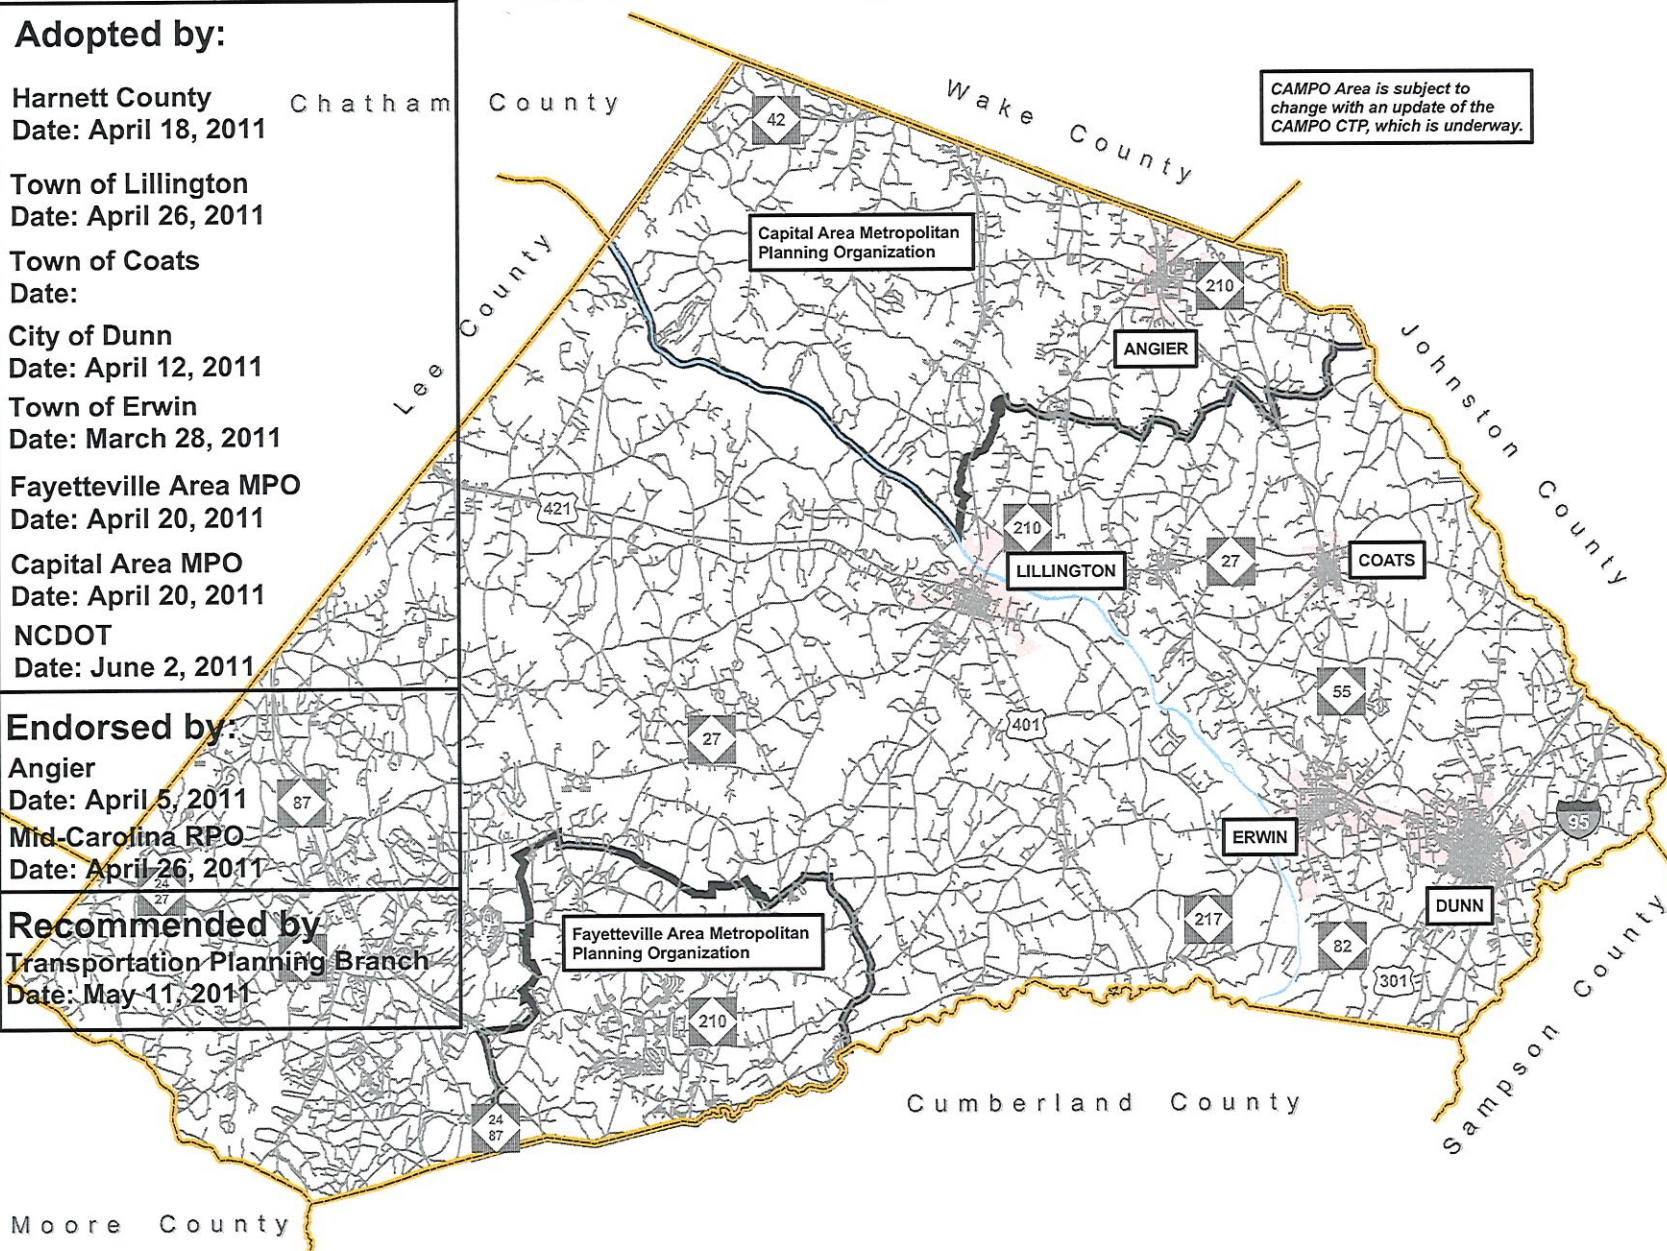 Adopted by:
Harnett County
Date: April 18, 2011
Town of Lillington
Date: April 26, 2011
Town of Coats
Date:
City of Dunn
Date: April 12, 2011
Town of Erwin
Date: March 28, 2011
Fayetteville Area MPO
Date: April 20, 2011
Capital Area MPO
Date: April 20, 2011
NCDOT
Date: June 2, 2011
Endorsed by:
Angier
Date: April 5, 2011
Mid-Carolina RPO
Date: April 26, 2011
Recommended by
Transportation Planning Branch
Date: May 11, 2011
Chatham County
Wake County
CAMPO Area is subject to
change with an update of the
CAMPO CTP, which is underway.
42
Capital Area Metropolitan
Planning Organization
210
ANGIER
Lee County
Johnston County
421
210
LILLINGTON
27
COATS
55
401
27
87
ERWIN
95
24
27
DUNN
217
82
301
Fayetteville Area Metropolitan
Planning Organization
210
24
87
Cumberland County
Sampson County
Moore County